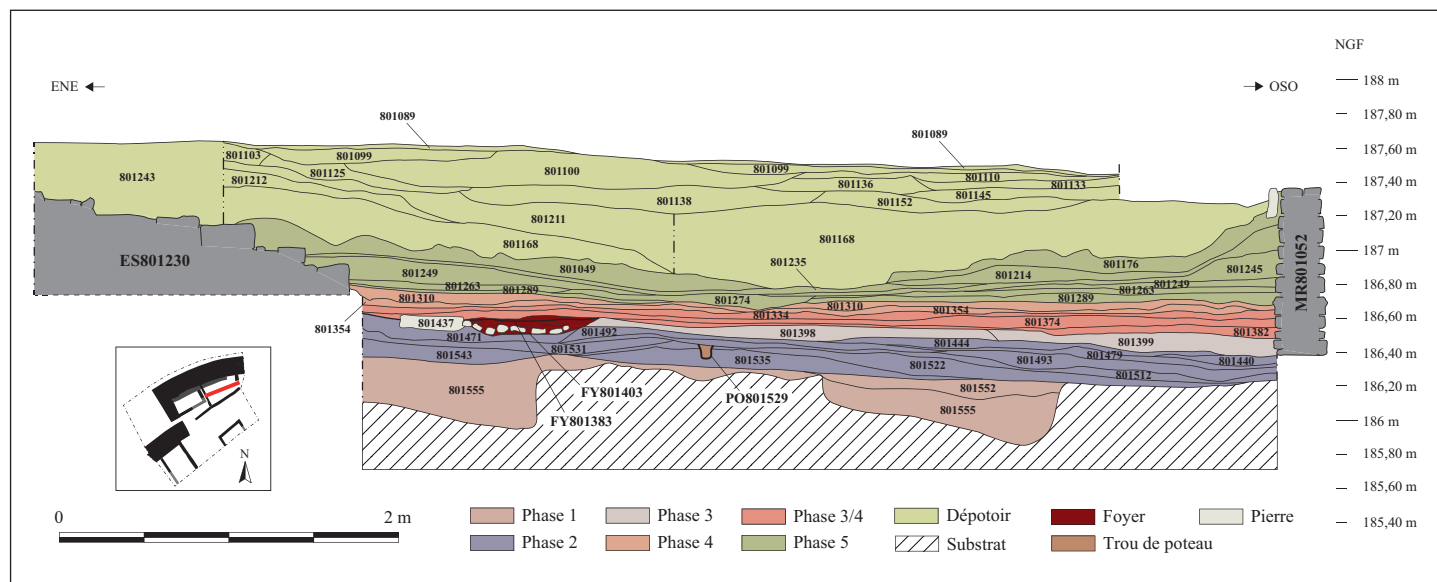 NGF
ENE
OSO
188 m
187,80 m
187,60 m
187,40 m
187,20 m
187 m
186,80 m
186,60 m
186,40 m
186,20 m
186 m
185,80 m
185,60 m
185,40 m
801089
801089
801103
801099
801125
801100
801099
801110
801133
801243
801212
801136
801145
801138
801152
801211
801168
801168
801235
801049
801176
801245
801214
801249
801249
801263
801263
801289
801289
801274
801310
801310
801354
801354
801334
801374
801437
801382
801492
801398
801471
801444
801399
801531
801479
801440
801543
801535
801522
801493
801512
801555
801552
801555
ES801230
MR801052
FY801403
PO801529
FY801383
N
0
2 m
Phase 1
Phase 3
Phase 3/4
Dépotoir
Foyer
Pierre
Phase 2
Phase 4
Phase 5
Substrat
Trou de poteau